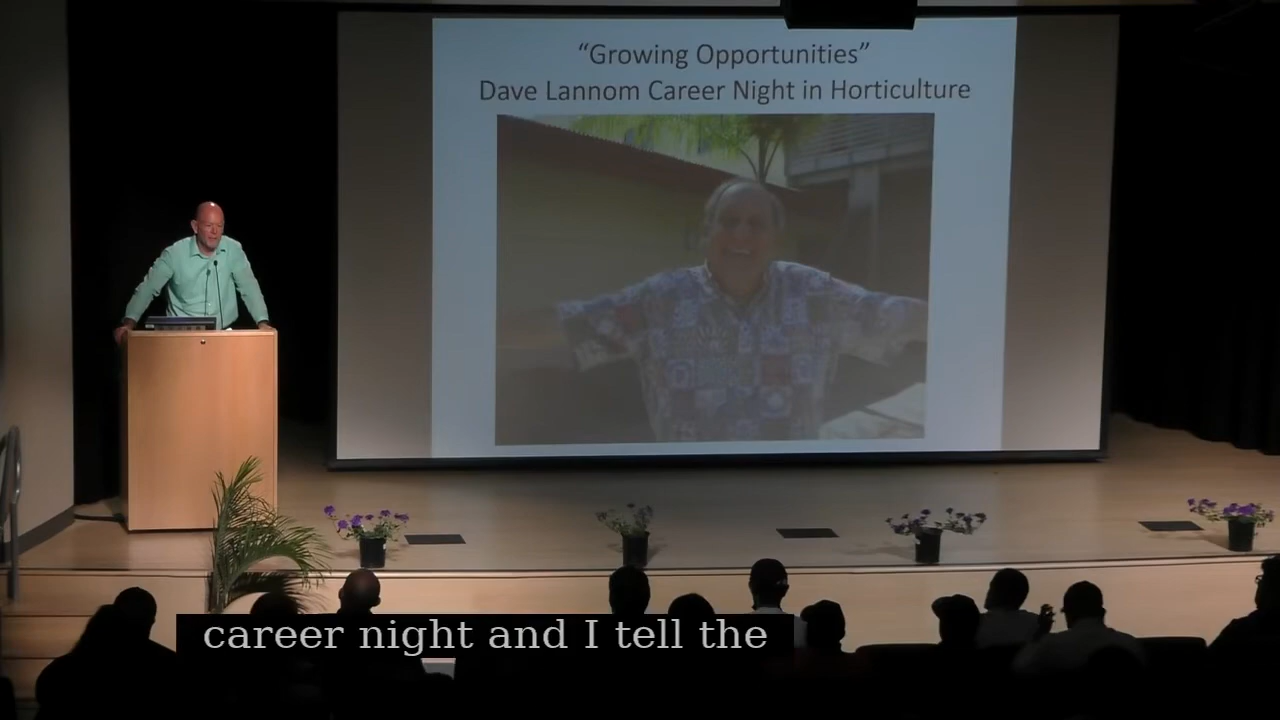 “Growing Opportunities”
Dave Lannom Career Night in Horticulture
career night and I tell the